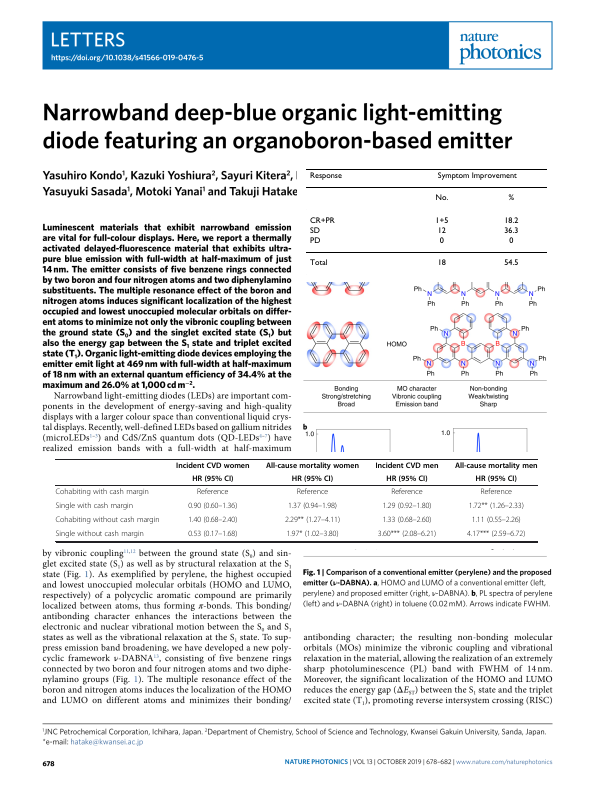 LETTERS
https://doi.org/10.1038/s41566-019-0476-5
nature
photonics
Narrowband deep-blue organic light-emitting
diode featuring an organoboron-based emitter
Yasuhiro Kondo1, Kazuki Yoshiura2, Sayuri Kitera2,
Yasuyuki Sasada1, Motoki Yanai1 and Takuji Hatake
Luminescent materials that exhibit narrowband emission
are vital for full-colour displays. Here, we report a thermally
activated delayed-fluorescence material that exhibits ultra-
pure blue emission with full-width at half-maximum of just
14 nm. The emitter consists of five benzene rings connected
by two boron and four nitrogen atoms and two diphenylamino
substituents. The multiple resonance effect of the boron and
nitrogen atoms induces significant localization of the highest
occupied and lowest unoccupied molecular orbitals on differ-
ent atoms to minimize not only the vibronic coupling between
the ground state (S0) and the singlet excited state (S1) but
also the energy gap between the S1 state and triplet excited
state (T1). Organic light-emitting diode devices employing the
emitter emit light at 469 nm with full-width at half-maximum
of 18 nm with an external quantum efficiency of 34.4% at the
maximum and 26.0% at 1,000 cd m−2.
Narrowband light-emitting diodes (LEDs) are important com-
ponents in the development of energy-saving and high-quality
displays with a larger colour space than conventional liquid crys-
tal displays. Recently, well-defined LEDs based on gallium nitrides
(microLEDs1–3) and CdS/ZnS quantum dots (QD-LEDs4–7) have
realized emission bands with a full-width at half-maximum
Response Symptom Improvement
No. %
CR+PR 1+5 18.2
SD 12 36.3
PD 0 0
Total 18 54.5
Ph N N N N Ph
Ph Ph Ph Ph
Ph N N Ph
HOMO B B
Ph N N N N Ph
Ph Ph
Bonding MO character Non-bonding
Strong/stretching Vibronic coupling Weak/twisting
Broad Emission band Sharp
b
1.0 1.0
Incident CVD women All-cause mortality women Incident CVD men All-cause mortality men
HR (95% CI) HR (95% CI) HR (95% CI) HR (95% CI)
Cohabiting with cash margin Reference Reference Reference Reference
Single with cash margin 0.90 (0.60–1.36) 1.37 (0.94–1.98) 1.29 (0.92–1.80) 1.72** (1.26–2.33)
Cohabiting without cash margin 1.40 (0.68–2.40) 2.29** (1.27–4.11) 1.33 (0.68–2.60) 1.11 (0.55–2.26)
Single without cash margin 0.53 (0.17–1.68) 1.97* (1.02–3.80) 3.60*** (2.08–6.21) 4.17*** (2.59–6.72)
by vibronic coupling11,12 between the ground state (S0) and sin-
glet excited state (S1) as well as by structural relaxation at the S1
state (Fig. 1). As exemplified by perylene, the highest occupied
and lowest unoccupied molecular orbitals (HOMO and LUMO,
respectively) of a polycyclic aromatic compound are primarily
localized between atoms, thus forming π-bonds. This bonding/
antibonding character enhances the interactions between the
electronic and nuclear vibrational motion between the S0 and S1
states as well as the vibrational relaxation at the S1 state. To sup-
press emission band broadening, we have developed a new poly-
cyclic framework ν-DABNA13, consisting of five benzene rings
connected by two boron and four nitrogen atoms and two diphe-
nylamino groups (Fig. 1). The multiple resonance effect of the
boron and nitrogen atoms induces the localization of the HOMO
and LUMO on different atoms and minimizes their bonding/
Fig. 1 | Comparison of a conventional emitter (perylene) and the proposed
emitter (ν-DABNA). a, HOMO and LUMO of a conventional emitter (left,
perylene) and proposed emitter (right, ν-DABNA). b, PL spectra of perylene
(left) and ν-DABNA (right) in toluene (0.02 mM). Arrows indicate FWHM.
antibonding character; the resulting non-bonding molecular
orbitals (MOs) minimize the vibronic coupling and vibrational
relaxation in the material, allowing the realization of an extremely
sharp photoluminescence (PL) band with FWHM of 14 nm.
Moreover, the significant localization of the HOMO and LUMO
reduces the energy gap (ΔEST) between the S1 state and the triplet
excited state (T1), promoting reverse intersystem crossing (RISC)
1JNC Petrochemical Corporation, Ichihara, Japan. 2Department of Chemistry, School of Science and Technology, Kwansei Gakuin University, Sanda, Japan.
*e-mail: hatake@kwansei.ac.jp
678 NATURE PHOTONICS | VOL 13 | OCTOBER 2019 | 678–682 | www.nature.com/naturephotonics